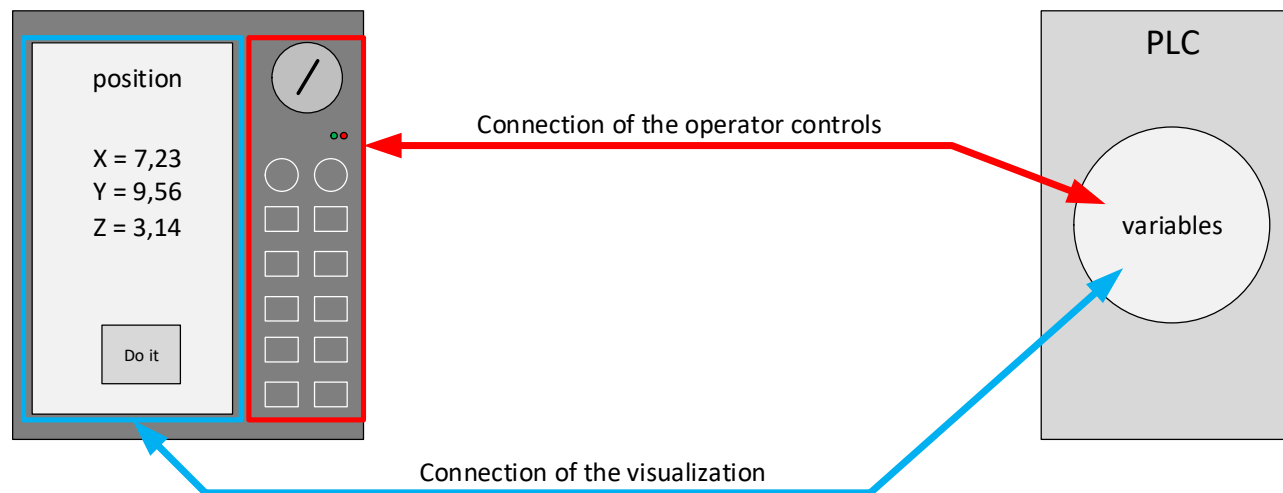 position
X = 7,23
Y = 9,56
Z = 3,14
Do it
Connection of the operator controls
PLC
variables
Connection of the visualization